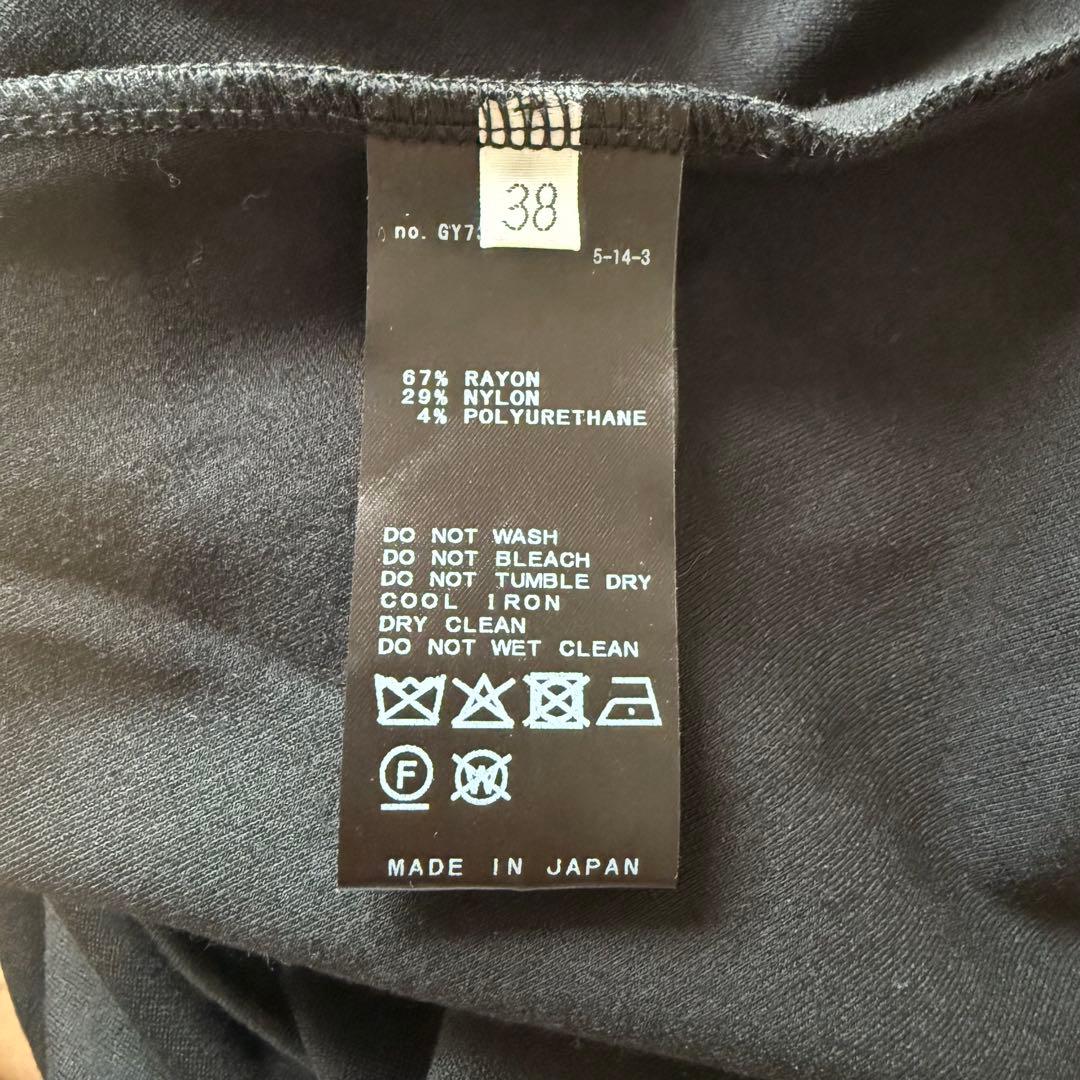 38
no. GY7
5-14-3
67% RAYON
29% NYLON
4% POLYURETHANE
DO NOT WASH
DO NOT BLEACH
DO NOT TUMBLE DRY
COOL IRON
DRY CLEAN
DO NOT WET CLEAN
F W
MADE IN JAPAN